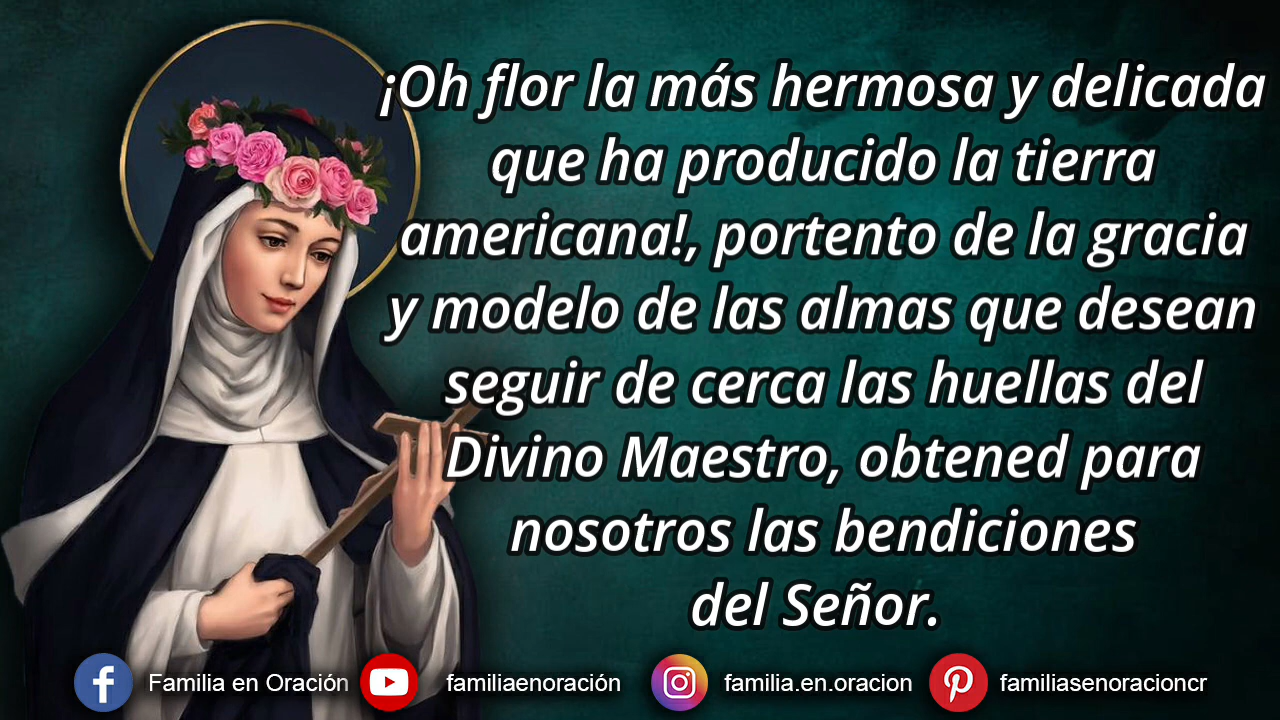 ¡Oh flor la más hermosa y delicada
que ha producido la tierra
americana!, portento de la gracia
y modelo de las almas que desean
seguir de cerca las huellas del
Divino Maestro, obtened para
nosotros las bendiciones
del Señor.
Familia en Oración familiaenoración familia.en.oracion familiasenoracioncr